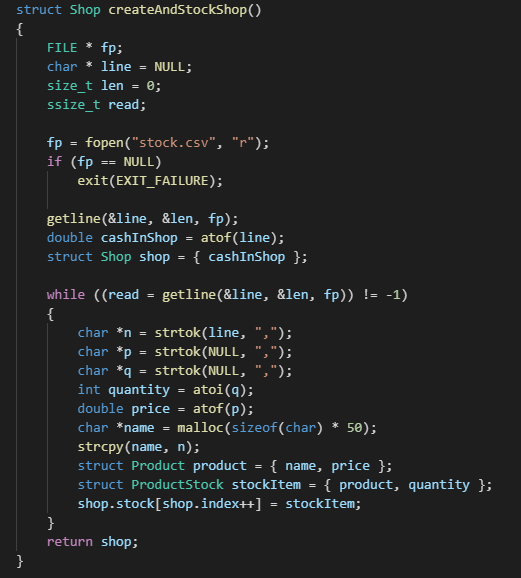 struct Shop createAndStockShop()
{
    FILE * fp;
    char * line = NULL;
    size_t len = 0;
    ssize_t read;

    fp = fopen("stock.csv", "r");
    if (fp == NULL)
        exit(EXIT_FAILURE);

    getline(&line, &len, fp);
    double cashInShop = atof(line);
    struct Shop shop = { cashInShop };

    while ((read = getline(&line, &len, fp)) != -1)
    {
        char *n = strtok(line, ",");
        char *p = strtok(NULL, ",");
        char *q = strtok(NULL, ",");
        int quantity = atoi(q);
        double price = atof(p);
        char *name = malloc(sizeof(char) * 50);
        strcpy(name, n);
        struct Product product = { name, price };
        struct ProductStock stockItem = { product, quantity };
        shop.stock[shop.index++] = stockItem;
    }
    return shop;
}